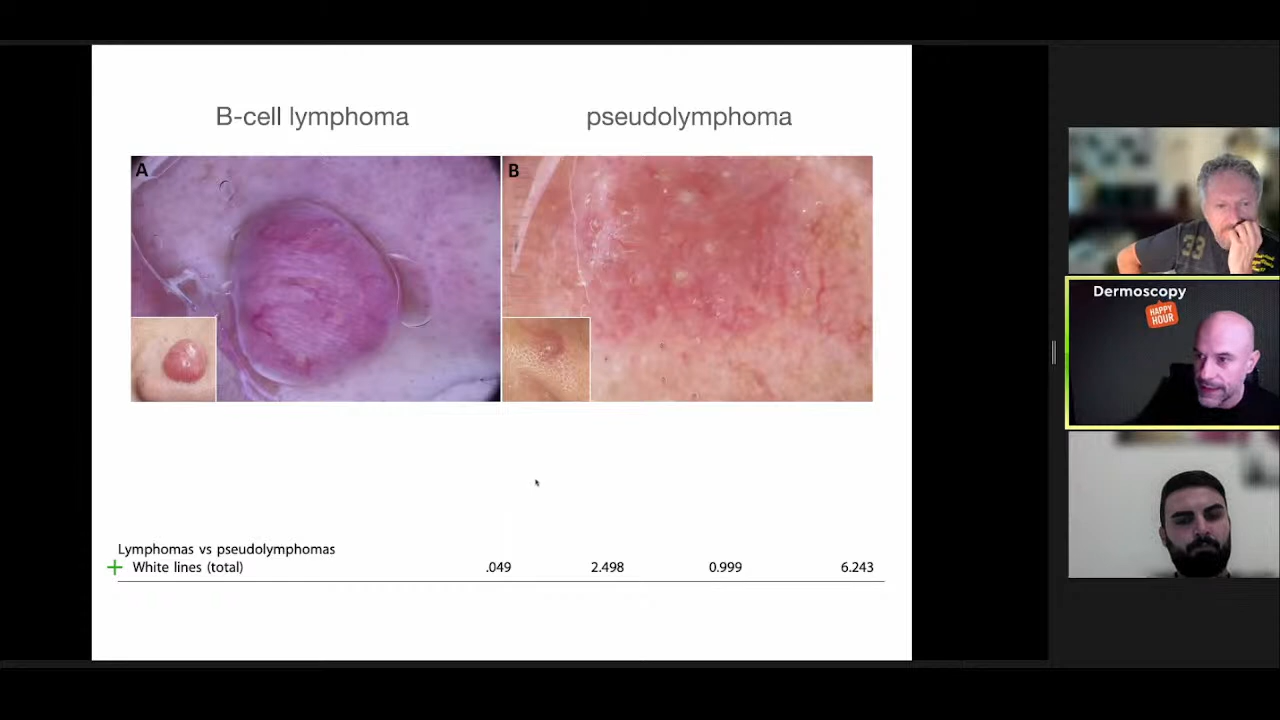 B-cell lymphoma
pseudolymphoma
A
B
33
Dermoscopy
HAPPY
HOUR
Lymphomas vs pseudolymphomas
White lines (total) .049 2.498 0.999 6.243